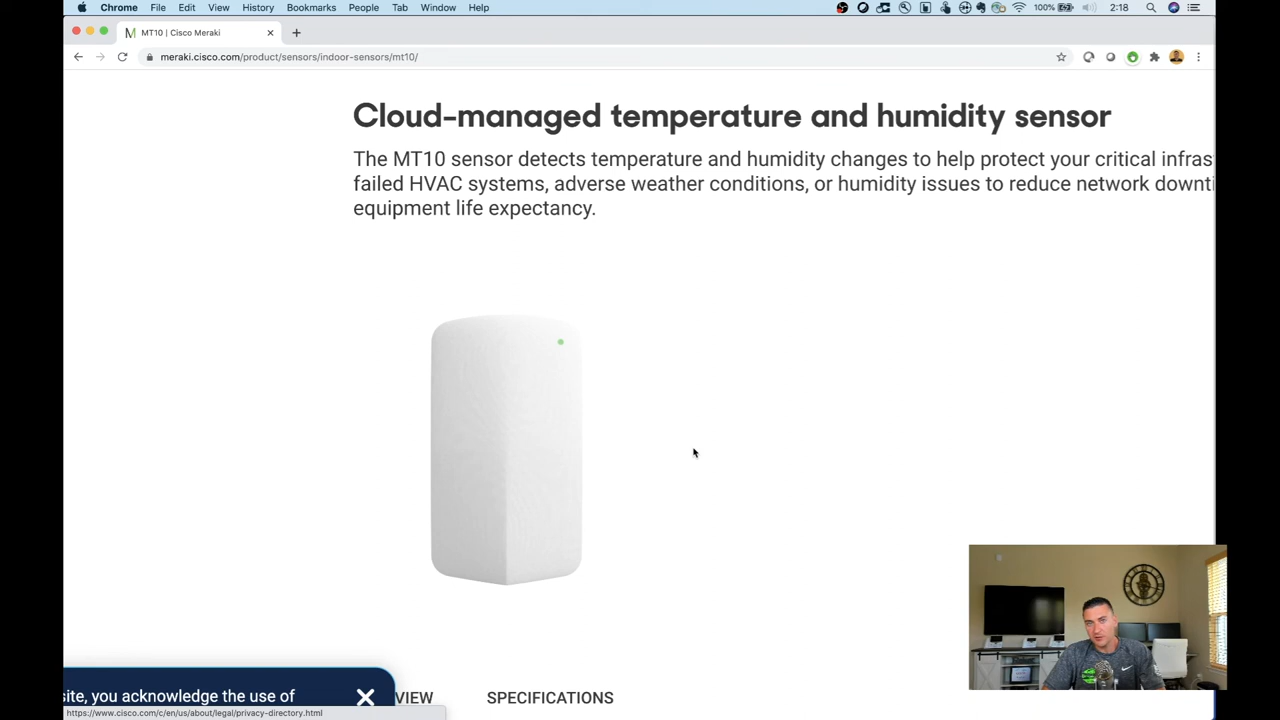 Chrome File Edit View History Bookmarks People Tab Window Help 100% 2:18
MT10 | Cisco Meraki
meraki.cisco.com/product/sensors/indoor-sensors/mt10/
Cloud-managed temperature and humidity sensor
The MT10 sensor detects temperature and humidity changes to help protect your critical infras
failed HVAC systems, adverse weather conditions, or humidity issues to reduce network downti
equipment life expectancy.
site, you acknowledge the use of
VIEW SPECIFICATIONS
https://www.cisco.com/c/en/us/about/legal/privacy-directory.html